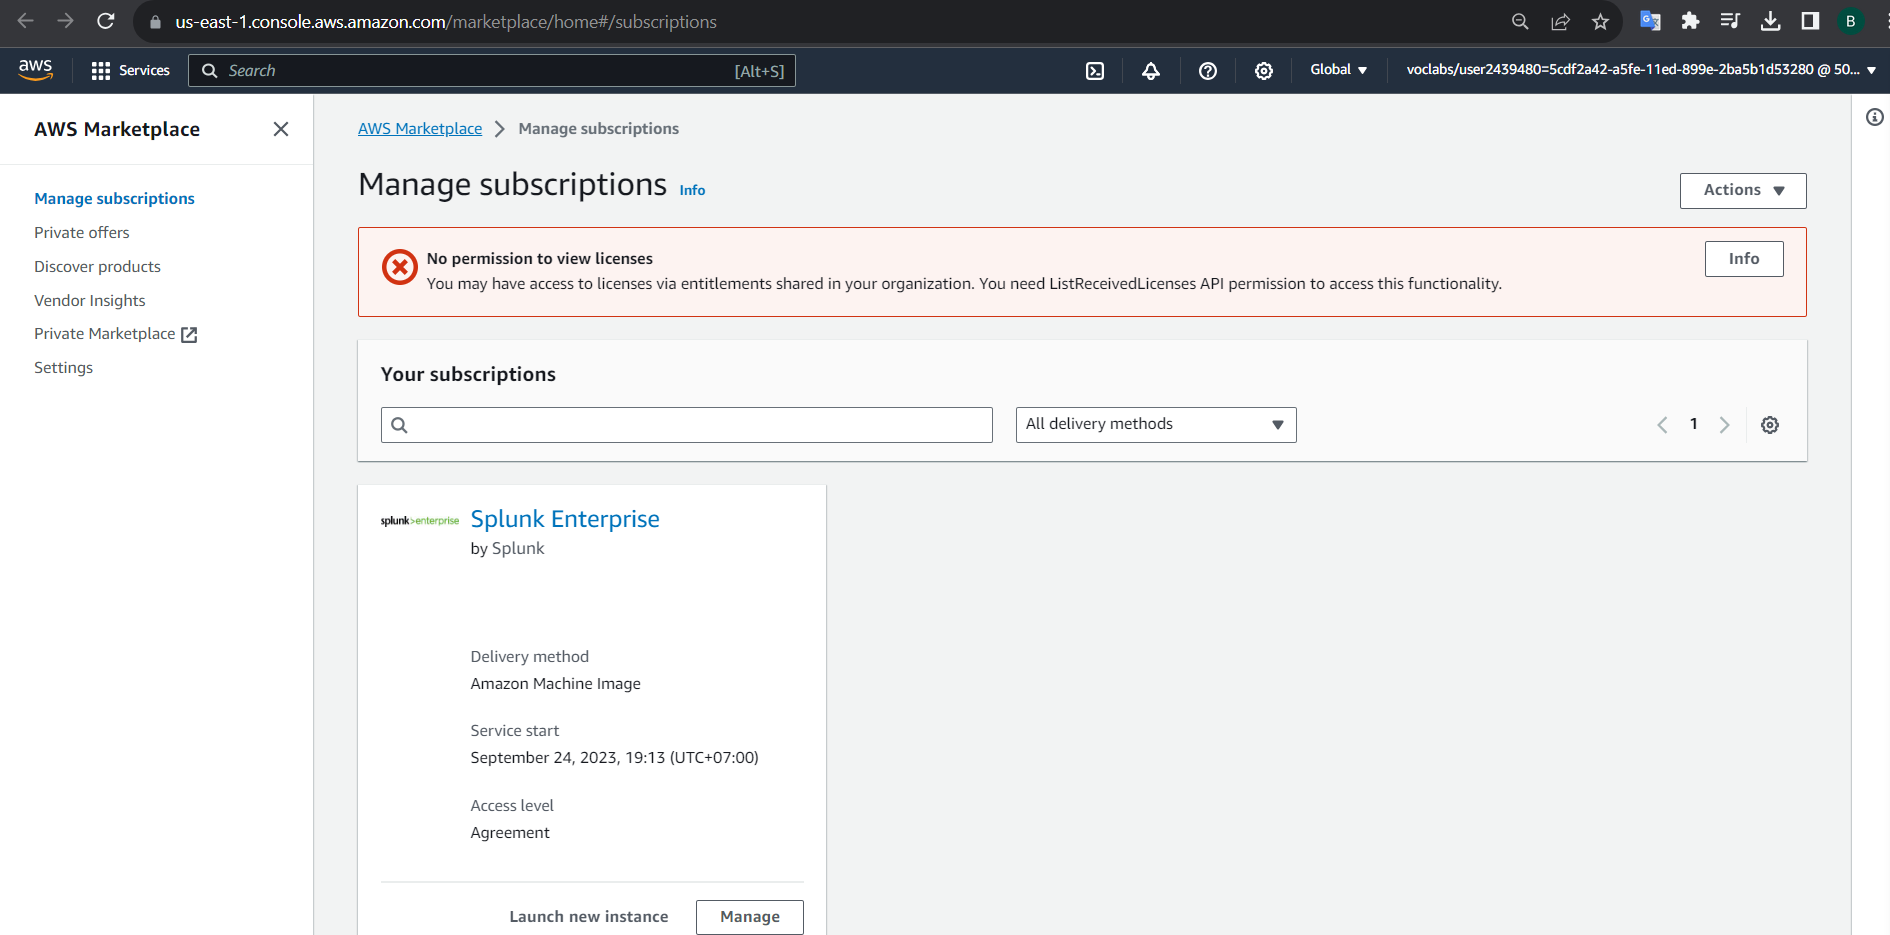 us-east-1.console.aws.amazon.com/marketplace/home#/subscriptions
B
aws
Services
Search
[Alt+S]
Global
voclabs/user2439480=5cdf2a42-a5fe-11ed-899e-2ba5b1d53280 @ 50...
AWS Marketplace
Manage subscriptions
Private offers
Discover products
Vendor Insights
Private Marketplace
Settings
AWS Marketplace > Manage subscriptions
Manage subscriptions Info
Actions
No permission to view licenses
You may have access to licenses via entitlements shared in your organization. You need ListReceivedLicenses API permission to access this functionality.
Info
Your subscriptions
All delivery methods
1
splunk>enterprise
Splunk Enterprise
by Splunk
Delivery method
Amazon Machine Image
Service start
September 24, 2023, 19:13 (UTC+07:00)
Access level
Agreement
Launch new instance
Manage